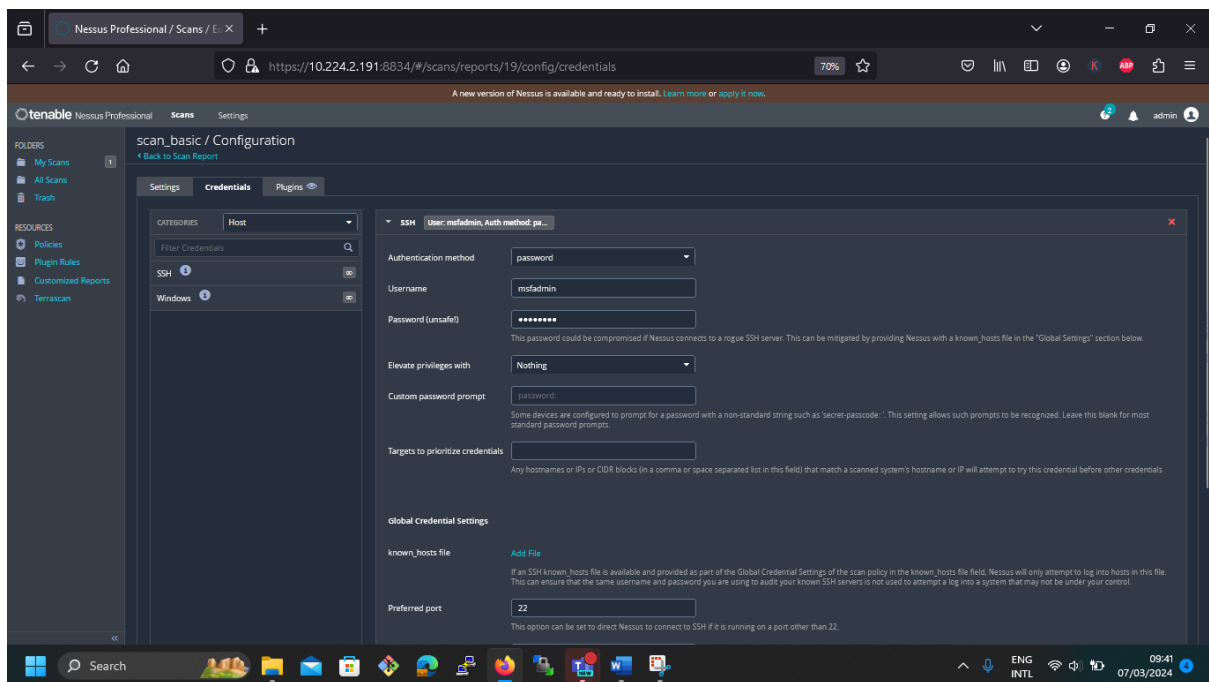 Nessus Professional / Scans / Ec
https://10.224.2.191:8834/#/scans/reports/19/config/credentials
70%
K
ABP
A new version of Nessus is available and ready to install. Learn more or apply it now.
tenable Nessus Professional
Scans
Settings
2
admin
FOLDERS
My Scans
1
All Scans
Trash
RESOURCES
Policies
Plugin Rules
Customized Reports
Terrascan
scan_basic / Configuration
Back to Scan Report
Settings
Credentials
Plugins
CATEGORIES
Host
Filter Credentials
SSH
1
∞
Windows
1
∞
SSH
User: msfadmin, Auth method: pa...
Authentication method
password
Username
msfadmin
Password (unsafe!)
••••••••
This password could be compromised if Nessus connects to a rogue SSH server. This can be mitigated by providing Nessus with a known_hosts file in the "Global Settings" section below.
Elevate privileges with
Nothing
Custom password prompt
password:
Some devices are configured to prompt for a password with a non-standard string such as 'secret-passcode: '. This setting allows such prompts to be recognized. Leave this blank for most
standard password prompts.
Targets to prioritize credentials
Any hostnames or IPs or CIDR blocks (in a comma or space separated list in this field) that match a scanned system's hostname or IP will attempt to try this credential before other credentials
Global Credential Settings
known_hosts file
Add File
If an SSH known_hosts file is available and provided as part of the Global Credential Settings of the scan policy in the known_hosts file field, Nessus will only attempt to log into hosts in this file.
This can ensure that the same username and password you are using to audit your known SSH servers is not used to attempt a log into a system that may not be under your control.
Preferred port
22
This option can be set to direct Nessus to connect to SSH if it is running on a port other than 22.
Search
NEW
ENG
INTL
09:41
07/03/2024
4